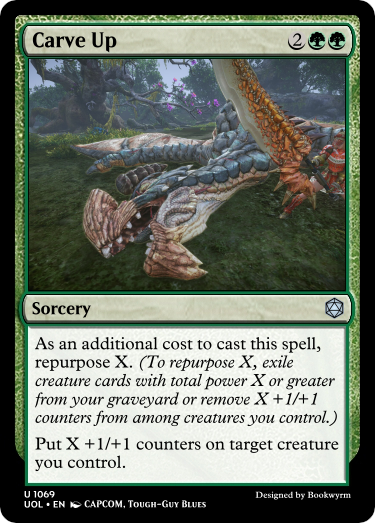 Carve Up 2
Sorcery
As an additional cost to cast this spell,
repurpose X. (To repurpose X, exile
creature cards with total power X or greater
from your graveyard or remove X +1/+1
counters from among creatures you control.)
Put X +1/+1 counters on target creature
you control.
U 1069
UOL • EN CAPCOM, Tough-Guy Blues
Designed by Bookwyrm